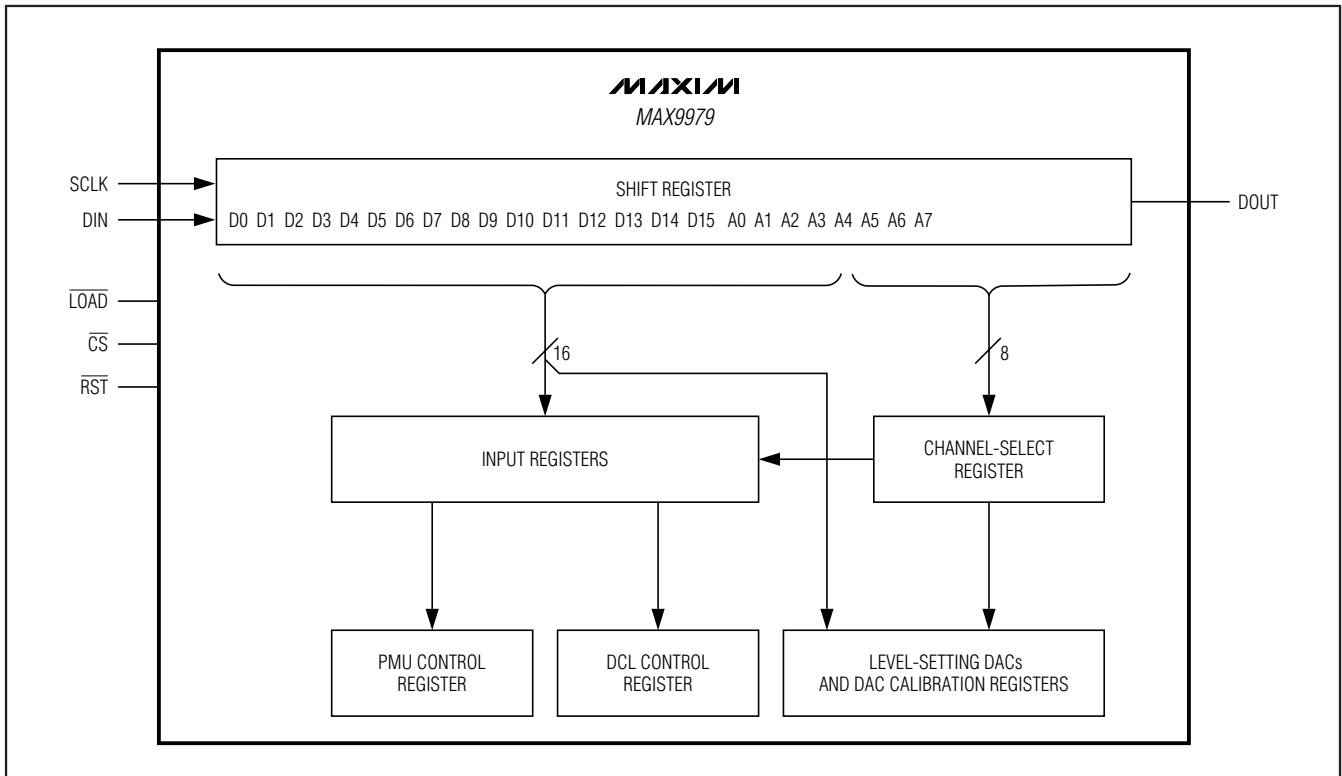 MAXIM
MAX9979
SHIFT REGISTER
D0 D1 D2 D3 D4 D5 D6 D7 D8 D9 D10 D11 D12 D13 D14 D15 A0 A1 A2 A3 A4 A5 A6 A7
SCLK
DIN
DOUT
LOAD
CS
RST
16
8
INPUT REGISTERS
CHANNEL-SELECT
REGISTER
PMU CONTROL
REGISTER
DCL CONTROL
REGISTER
LEVEL-SETTING DACs
AND DAC CALIBRATION REGISTERS